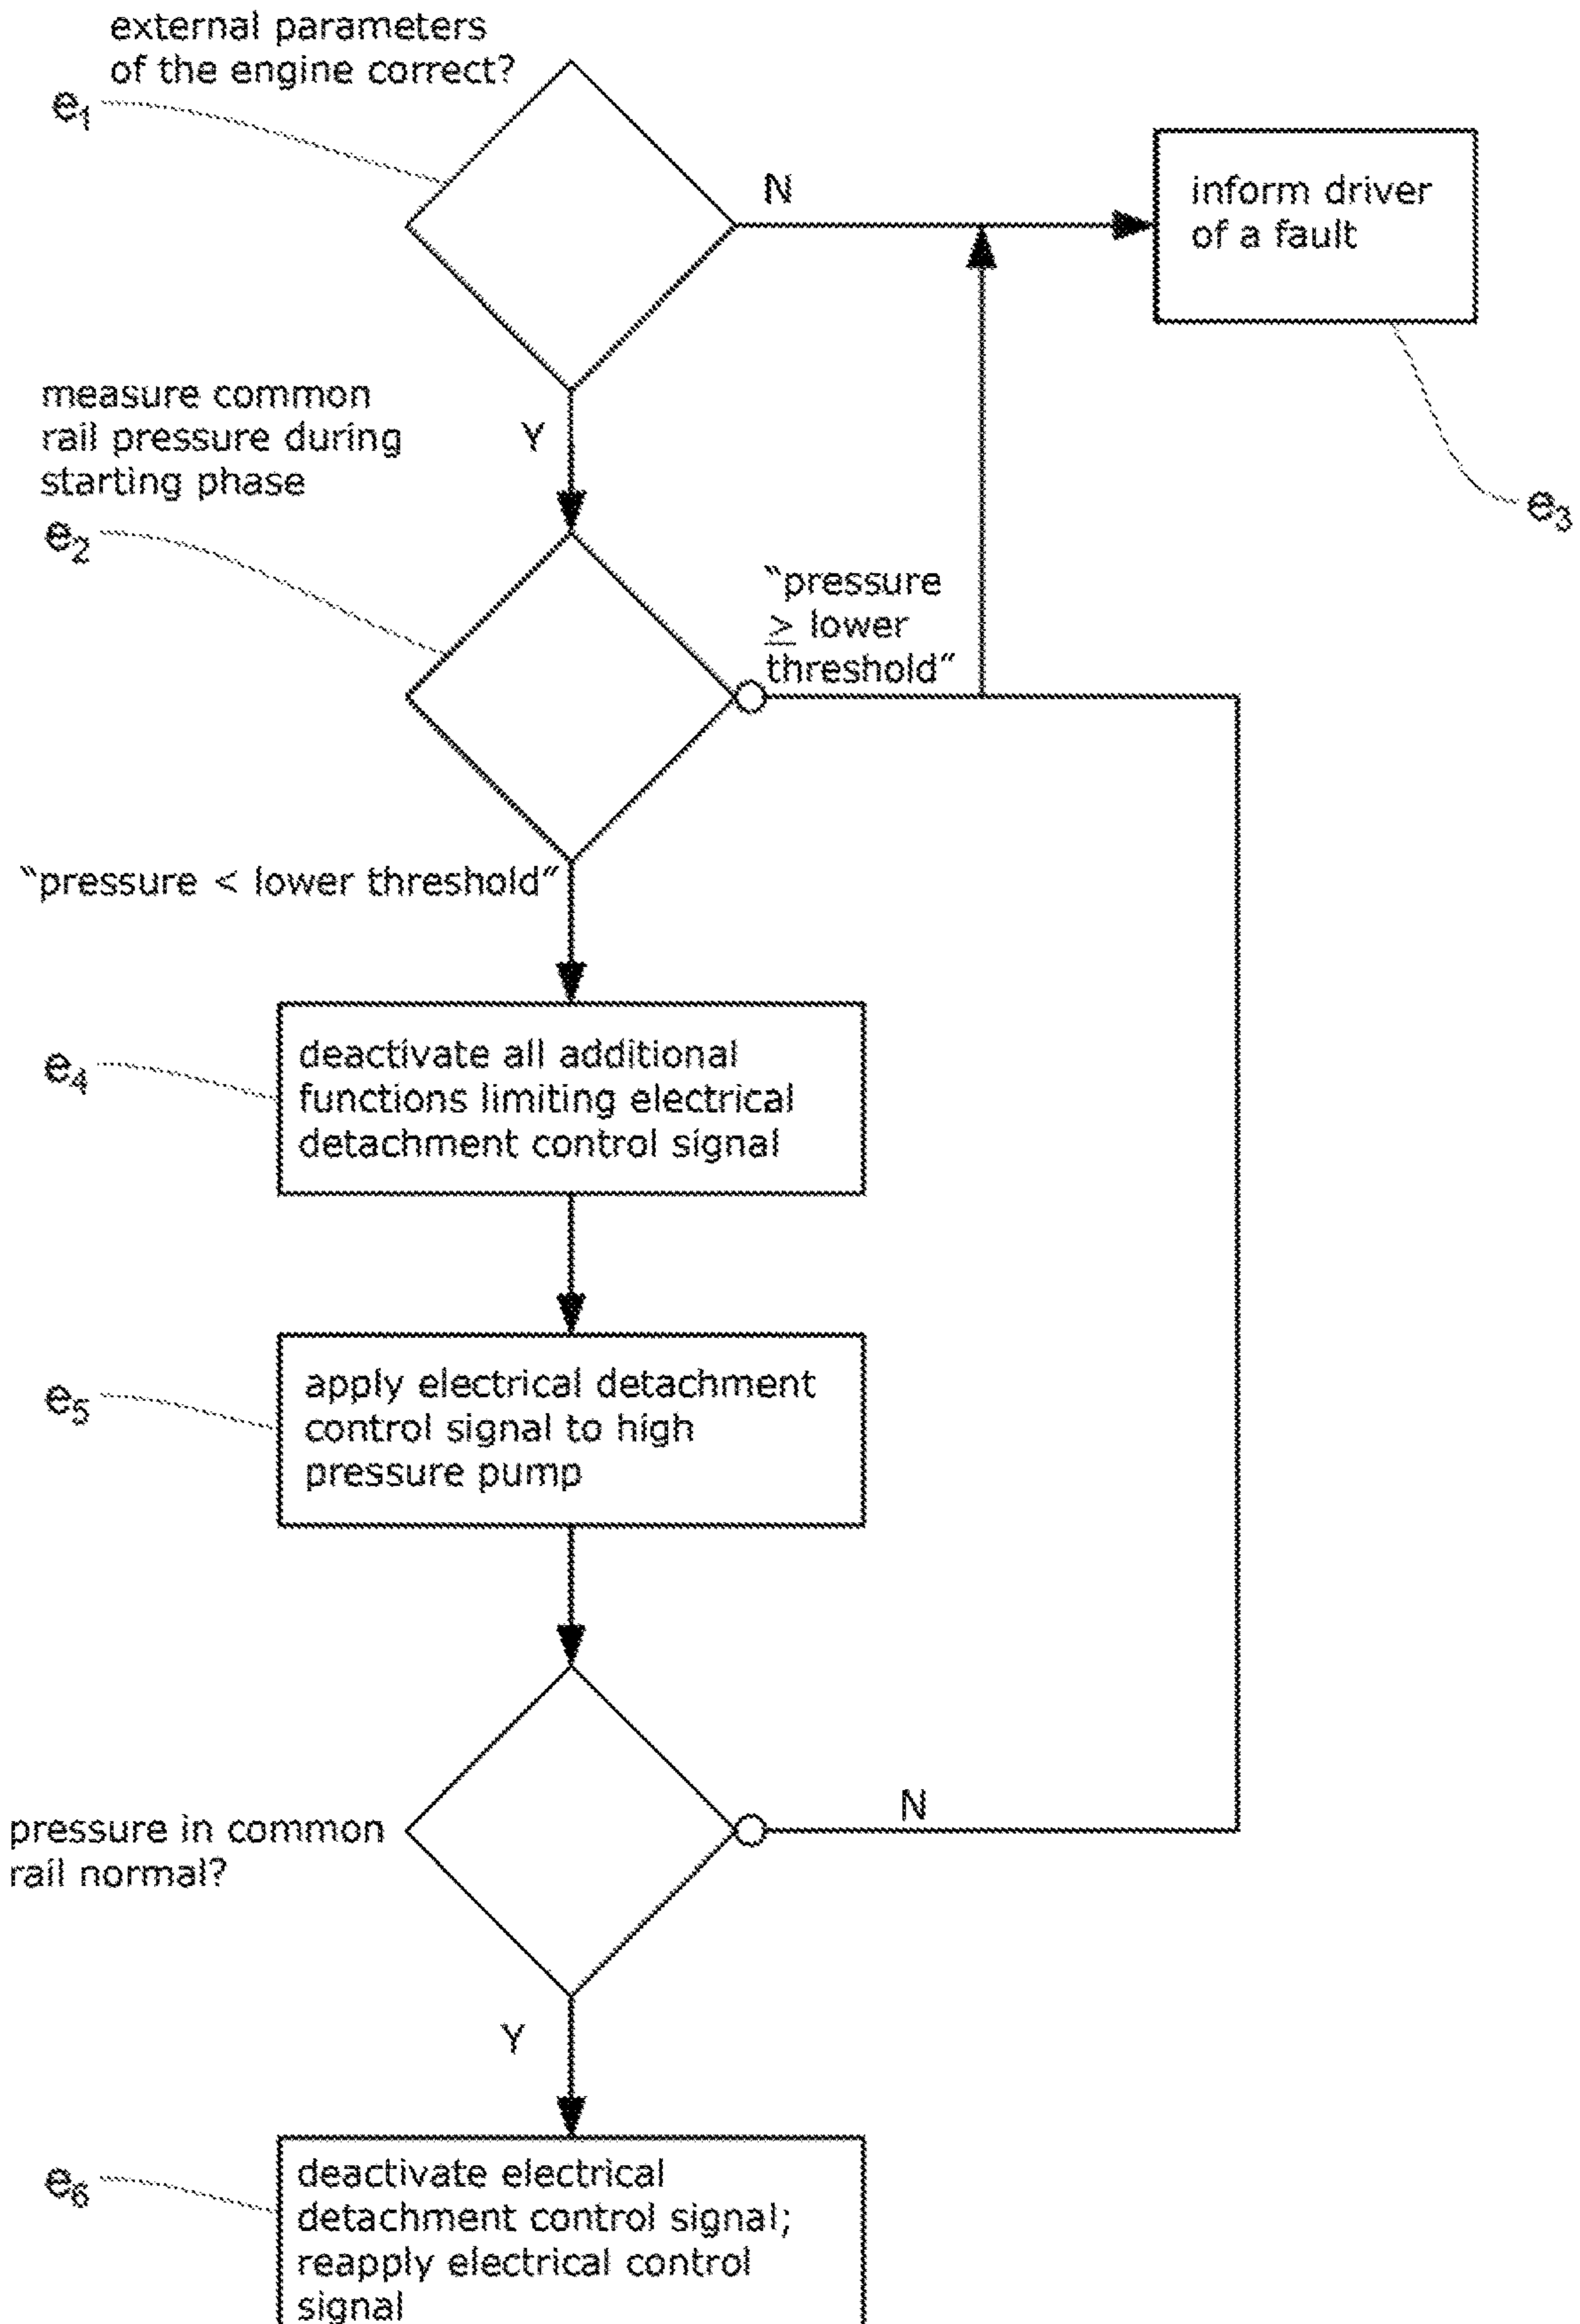 external parameters
of the engine correct?
e1
N
inform driver
of a fault
e3
measure common
rail pressure during
starting phase
Y
e2
“pressure
≥ lower
threshold“
“pressure < lower threshold”
e4
deactivate all additional
functions limiting electrical
detachment control signal
e5
apply electrical detachment
control signal to high
pressure pump
pressure in common
rail normal?
N
Y
e6
deactivate electrical
detachment control signal;
reapply electrical control
signal